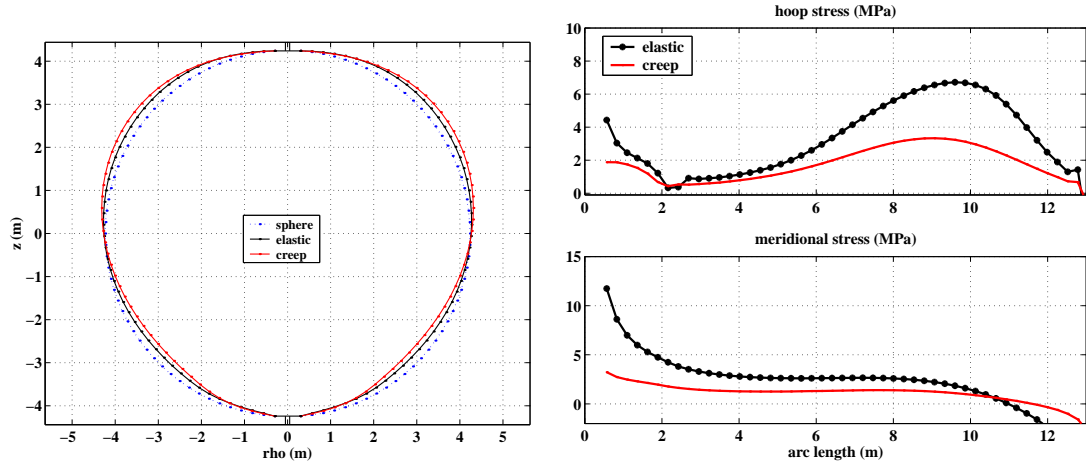 4
3
2
1
0
−1
−2
−3
−4
z (m)
sphere
elastic
creep
−5 −4 −3 −2 −1 0 1 2 3 4 5
rho (m)
hoop stress (MPa)
10
8
6
4
2
0
elastic
creep
0 2 4 6 8 10 12
meridional stress (MPa)
15
10
5
0
0 2 4 6 8 10 12
arc length (m)